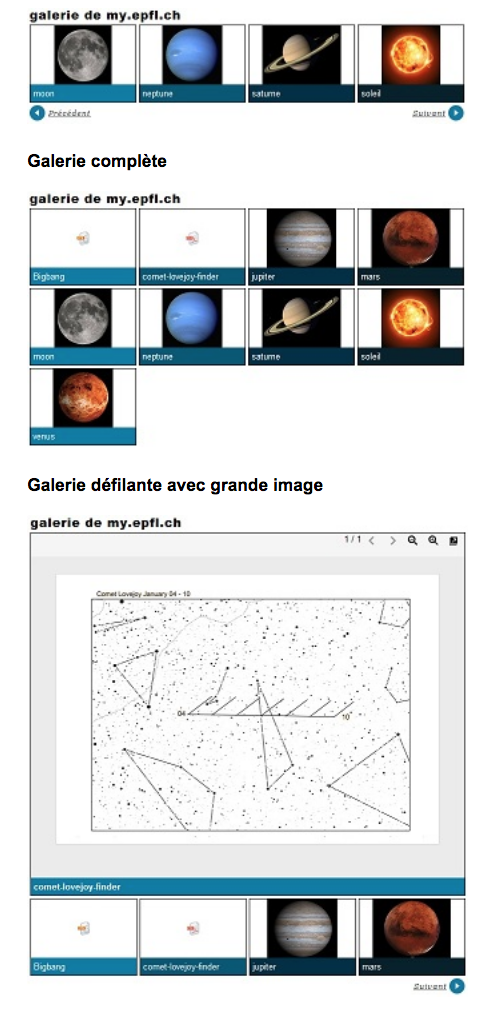 galerie de my.epfl.ch
moon neptune saturne soleil
Précédent Suivant
Galerie complète
galerie de my.epfl.ch
Bigbang comet-lovejoy-finder jupiter mars
moon neptune saturne soleil
venus
Galerie défilante avec grande image
galerie de my.epfl.ch
1 / 1
Comet Lovejoy January 04 - 10
04 10
comet-lovejoy-finder
Bigbang comet-lovejoy-finder jupiter mars
Suivant